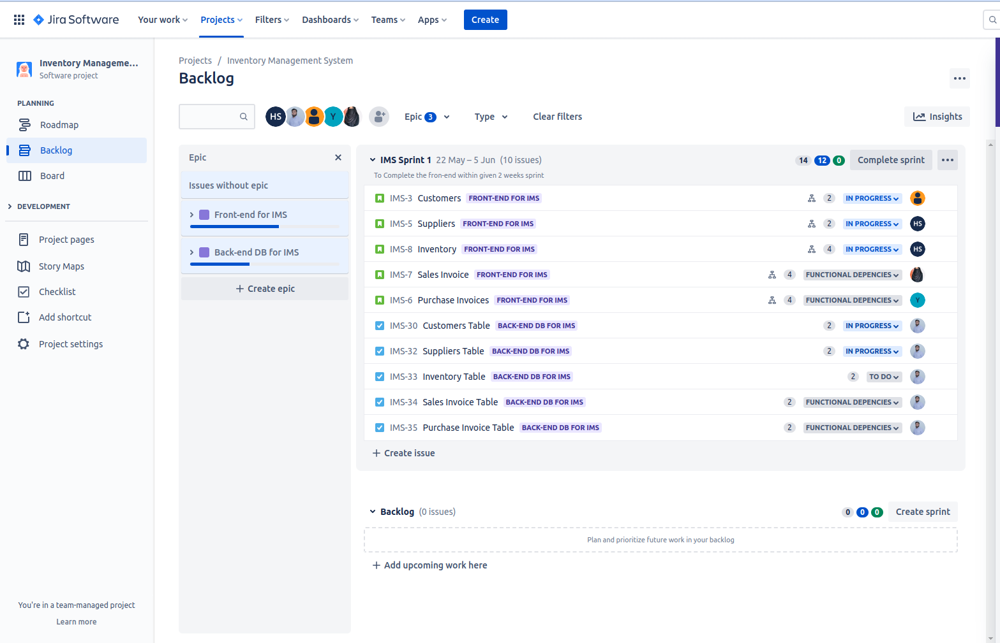 Jira Software Your work Projects Filters Dashboards Teams Apps Create
Inventory Manageme...
Software project
PLANNING
Roadmap
Backlog
Board
DEVELOPMENT
Project pages
Story Maps
Checklist
Add shortcut
Project settings
You're in a team-managed project
Learn more
Projects / Inventory Management System
Backlog
HS Y Epic 3 Type Clear filters Insights
Epic
Issues without epic
Front-end for IMS
Back-end DB for IMS
+ Create epic
IMS Sprint 1 22 May – 5 Jun (10 issues) 14 12 0 Complete sprint
To Complete the fron-end within given 2 weeks sprint
IMS-3 Customers FRONT-END FOR IMS 2 IN PROGRESS
IMS-5 Suppliers FRONT-END FOR IMS 2 IN PROGRESS HS
IMS-8 Inventory FRONT-END FOR IMS 4 IN PROGRESS HS
IMS-7 Sales Invoice FRONT-END FOR IMS 4 FUNCTIONAL DEPENCIES
IMS-6 Purchase Invoices FRONT-END FOR IMS 4 FUNCTIONAL DEPENCIES Y
IMS-30 Customers Table BACK-END DB FOR IMS 2 IN PROGRESS
IMS-32 Suppliers Table BACK-END DB FOR IMS 2 IN PROGRESS
IMS-33 Inventory Table BACK-END DB FOR IMS 2 TO DO
IMS-34 Sales Invoice Table BACK-END DB FOR IMS 2 FUNCTIONAL DEPENCIES
IMS-35 Purchase Invoice Table BACK-END DB FOR IMS 2 FUNCTIONAL DEPENCIES
+ Create issue
Backlog (0 issues) 0 0 0 Create sprint
Plan and prioritize future work in your backlog
+ Add upcoming work here